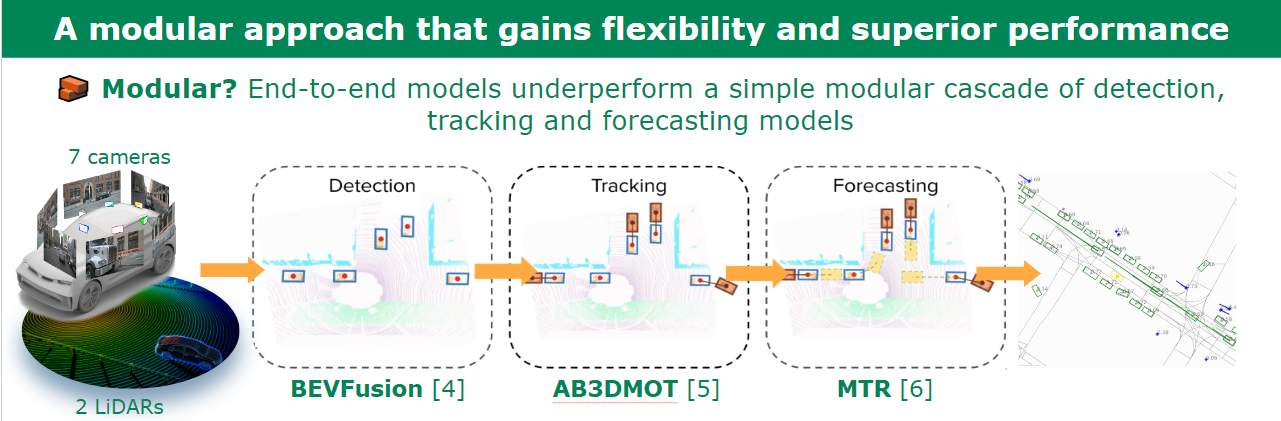 A modular approach that gains flexibility and superior performance
Modular? End-to-end models underperform a simple modular cascade of detection,
tracking and forecasting models
7 cameras
Detection
Tracking
Forecasting
BEVFusion [4]
AB3DMOT [5]
MTR [6]
2 LiDARs